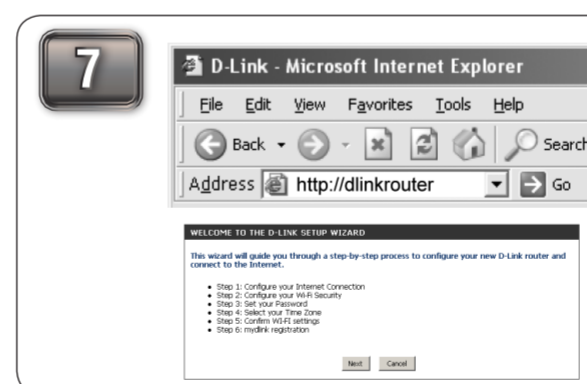 7
D-Link - Microsoft Internet Explorer
File Edit View Favorites Tools Help
Back Search
Address http://dlinkrouter Go
WELCOME TO THE D-LINK SETUP WIZARD
This wizard will guide you through a step-by-step process to configure your new D-Link router and
connect to the Internet.
• Step 1: Configure your Internet Connection
• Step 2: Configure your Wi-Fi Security
• Step 3: Set your Password
• Step 4: Select your Time Zone
• Step 5: Confirm WI-FI settings
• Step 6: mydlink registration
Next Cancel